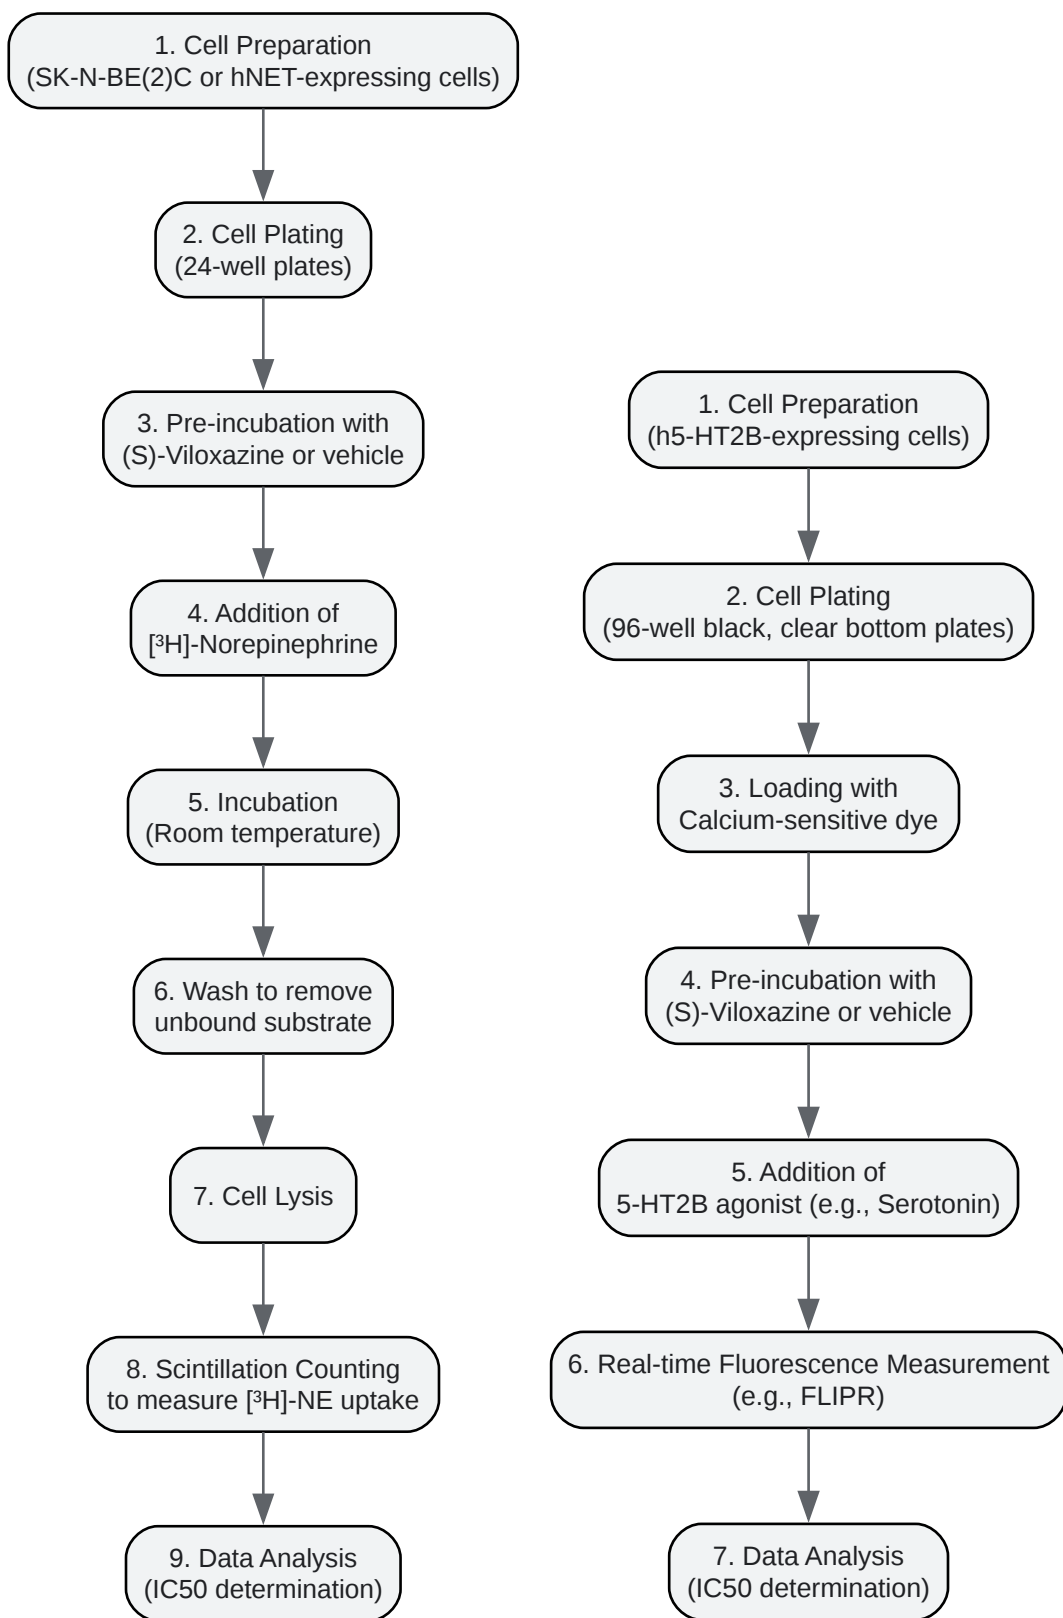 1. Cell Preparation
(SK-N-BE(2)C or hNET-expressing cells)
2. Cell Plating
(24-well plates)
3. Pre-incubation with
(S)-Viloxazine or vehicle
4. Addition of
[³H]-Norepinephrine
5. Incubation
(Room temperature)
6. Wash to remove
unbound substrate
7. Cell Lysis
8. Scintillation Counting
to measure [³H]-NE uptake
9. Data Analysis
(IC50 determination)
1. Cell Preparation
(h5-HT2B-expressing cells)
2. Cell Plating
(96-well black, clear bottom plates)
3. Loading with
Calcium-sensitive dye
4. Pre-incubation with
(S)-Viloxazine or vehicle
5. Addition of
5-HT2B agonist (e.g., Serotonin)
6. Real-time Fluorescence Measurement
(e.g., FLIPR)
7. Data Analysis
(IC50 determination)